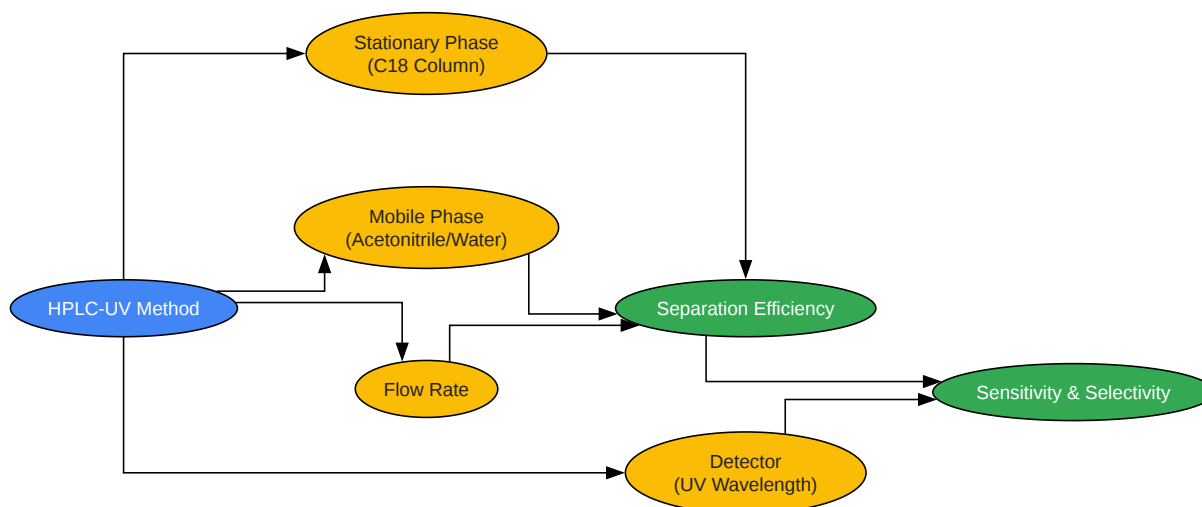 Stationary Phase
(C18 Column)
Mobile Phase
(Acetonitrile/Water)
HPLC-UV Method
Separation Efficiency
Flow Rate
Sensitivity & Selectivity
Detector
(UV Wavelength)